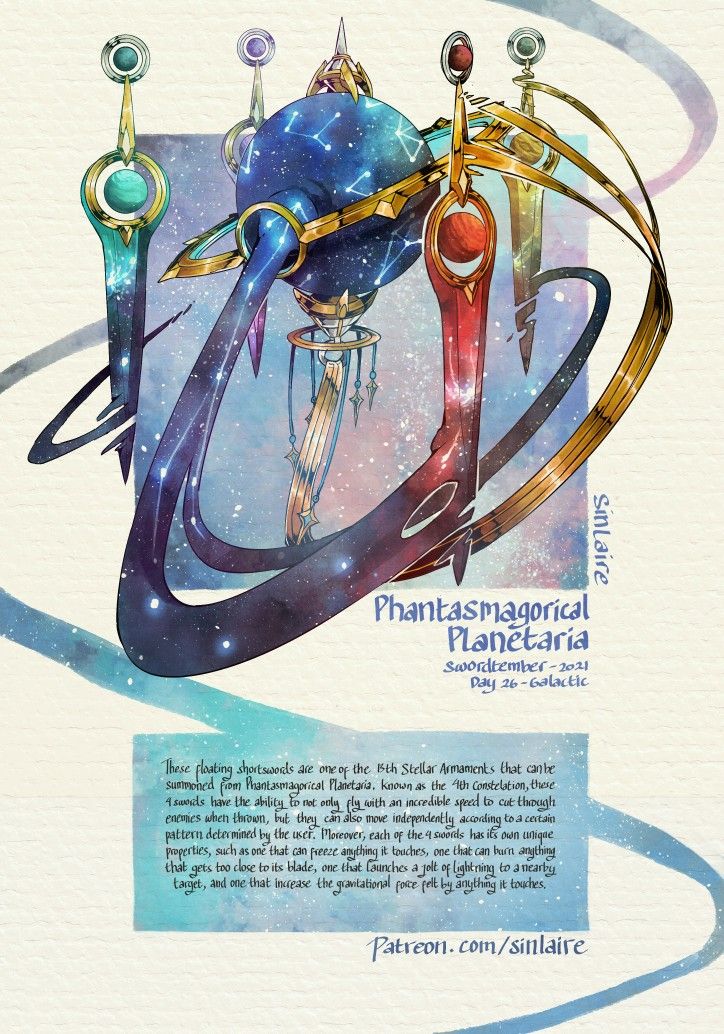 Sinlaire
Phantasmagorical
Planetaria
Swordtember - 2021
Day 26 - Galactic
These floating shortswords are one of the 13th Stellar Armaments that can be
summoned from Phantasmagorical Planetaria. Known as the 4th Constelation, these
4 swords have the ability to not only fly with an incredible speed to cut through
enemies when thrown, but they can also move independently according to a certain
pattern determined by the user. Moreover, each of the 4 swords has its own unique
properties, such as one that can freeze anything it touches, one that can burn anything
that gets too close to its blade, one that launches a jolt of lightning to a nearby
target, and one that increase the gravitational force felt by anything it touches.
Patreon.com/sinlaire